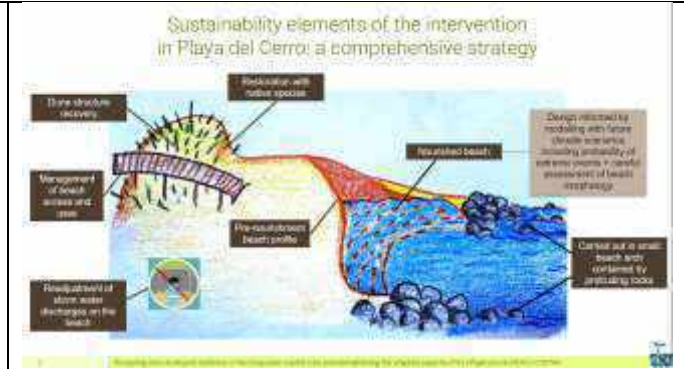 Sustainability elements of the intervention
in Playa del Cerro: a comprehensive strategy
Restoration with
native species
Dune structure
recovery
Nourished beach
Design informed by
modelling with future
climate scenarios,
including probability of
extreme events + careful
assessment of beach
morphology
Management
of beach
access and
uses
Pre-nourishment
beach profile
Carried out in small
beach arch
contained by
protruding rocks
Readjustment of
storm water
discharges on the
beach